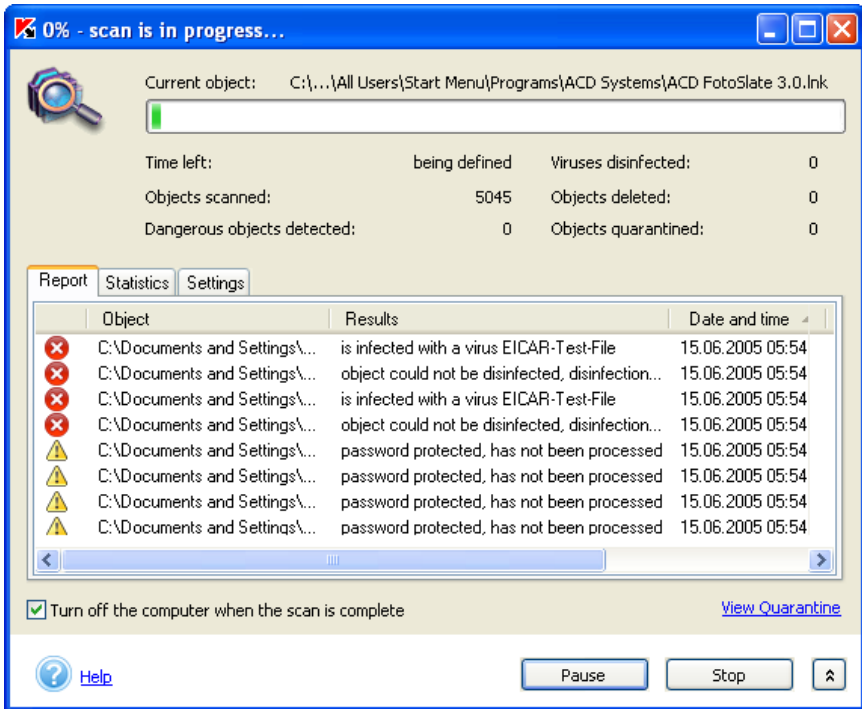 0% - scan is in progress...
Current object: C:\...\All Users\Start Menu\Programs\ACD Systems\ACD FotoSlate 3.0.lnk
Time left: being defined Viruses disinfected: 0
Objects scanned: 5045 Objects deleted: 0
Dangerous objects detected: 0 Objects quarantined: 0
Report Statistics Settings
Object Results Date and time
C:\Documents and Settings\... is infected with a virus EICAR-Test-File 15.06.2005 05:54
C:\Documents and Settings\... object could not be disinfected, disinfection... 15.06.2005 05:54
C:\Documents and Settings\... is infected with a virus EICAR-Test-File 15.06.2005 05:54
C:\Documents and Settings\... object could not be disinfected, disinfection... 15.06.2005 05:54
C:\Documents and Settings\... password protected, has not been processed 15.06.2005 05:54
C:\Documents and Settings\... password protected, has not been processed 15.06.2005 05:54
C:\Documents and Settings\... password protected, has not been processed 15.06.2005 05:54
C:\Documents and Settings\... password protected, has not been processed 15.06.2005 05:54
Turn off the computer when the scan is complete View Quarantine
Help Pause Stop